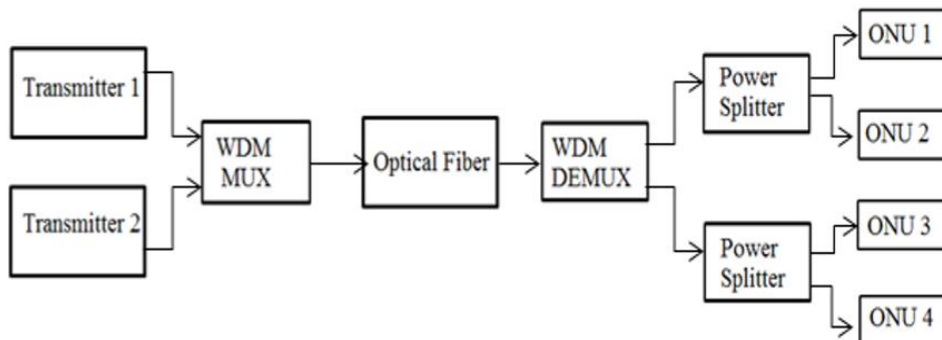 Transmitter 1
Transmitter 2
WDM
MUX
Optical Fiber
WDM
DEMUX
Power
Splitter
Power
Splitter
ONU 1
ONU 2
ONU 3
ONU 4